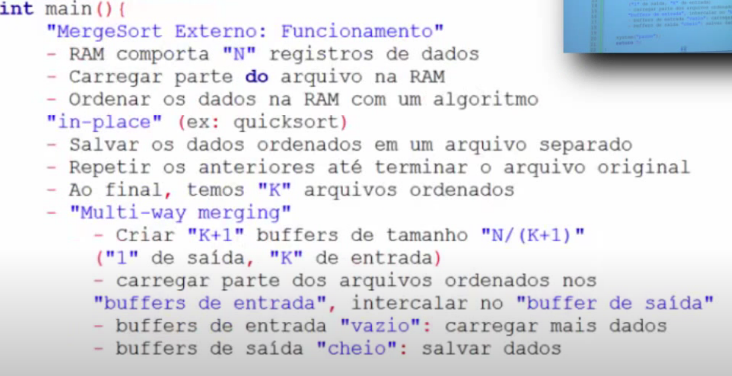 int main(){
"MergeSort Externo: Funcionamento"
- RAM comporta "N" registros de dados
- Carregar parte do arquivo na RAM
- Ordenar os dados na RAM com um algoritmo
"in-place" (ex: quicksort)
- Salvar os dados ordenados em um arquivo separado
- Repetir os anteriores até terminar o arquivo original
- Ao final, temos "K" arquivos ordenados
- "Multi-way merging"
- Criar "K+1" buffers de tamanho "N/(K+1)"
("1" de saída, "K" de entrada)
- carregar parte dos arquivos ordenados nos
"buffers de entrada", intercalar no "buffer de saída"
- buffers de entrada "vazio": carregar mais dados
- buffers de saída "cheio": salvar dados